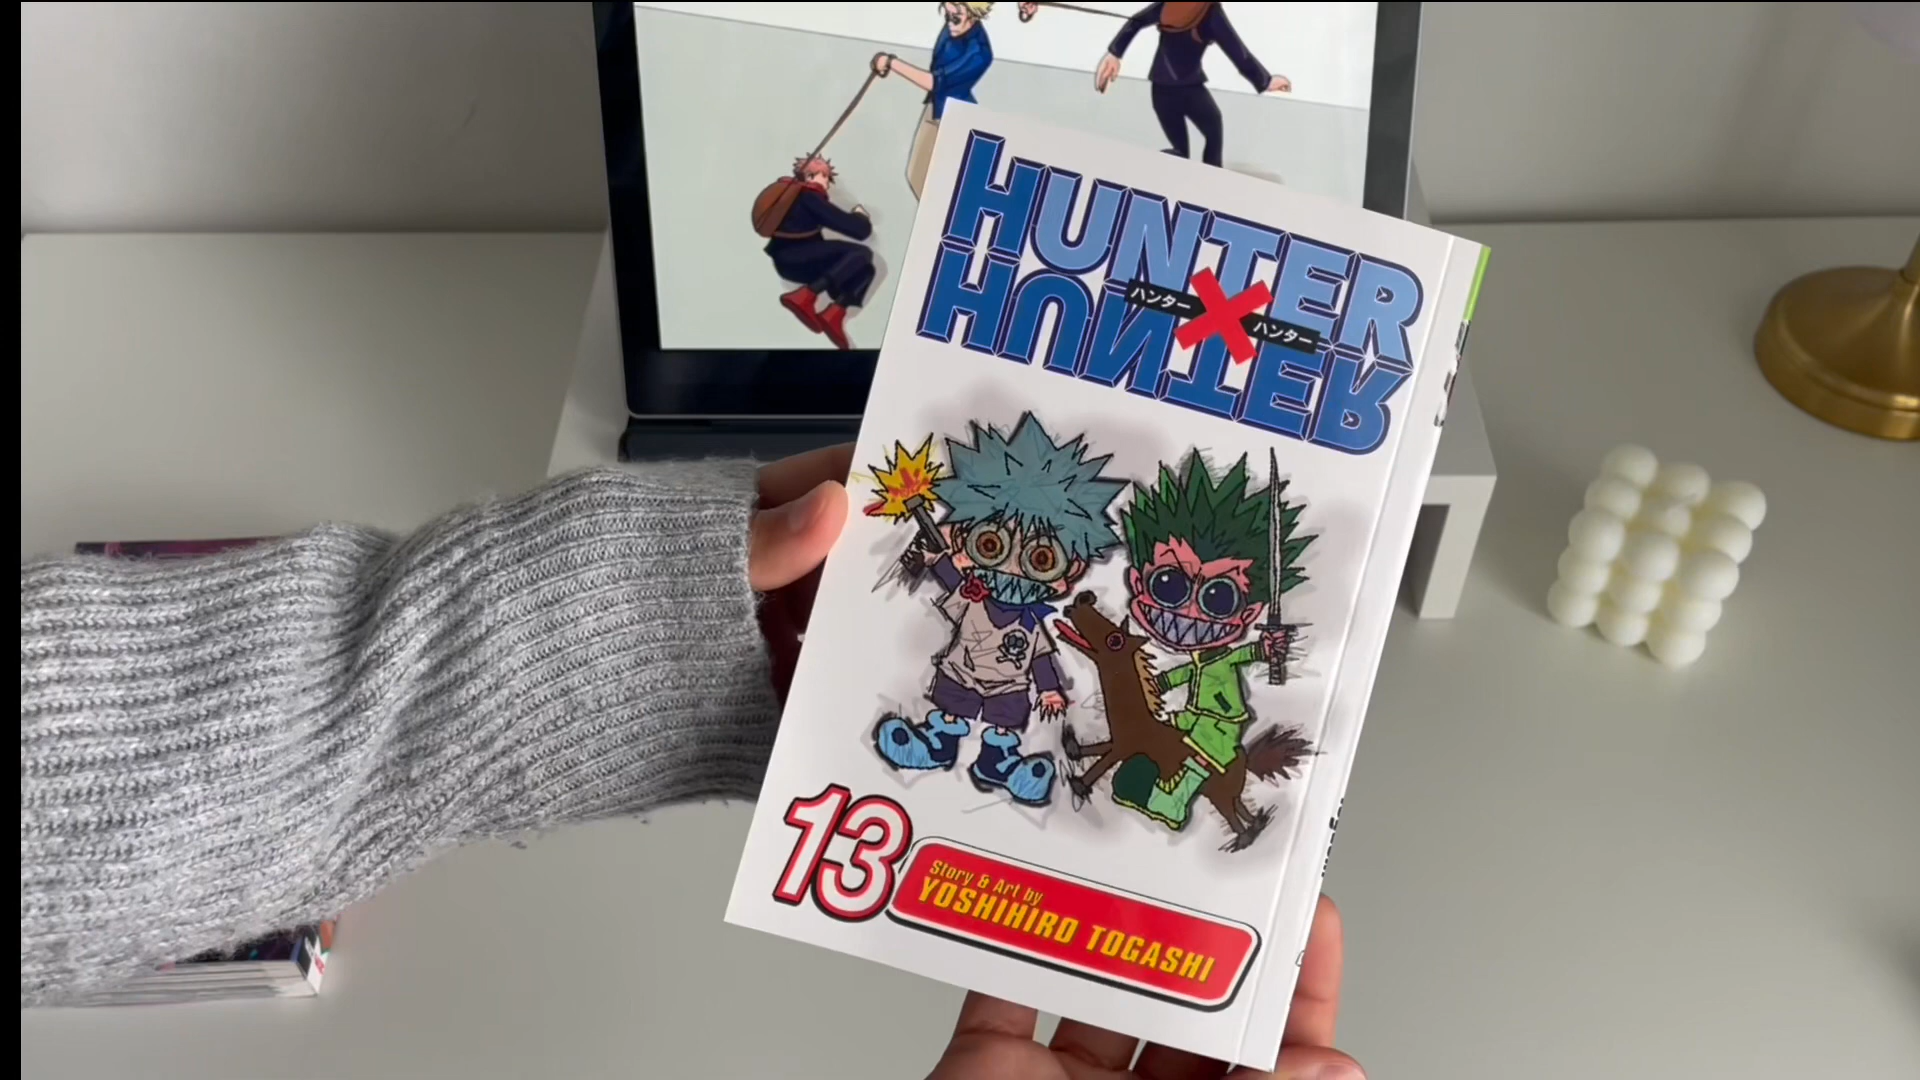 HUNTER
ハンター
X
ハンター
HUNTER
13
Story & Art by
YOSHIHIRO TOGASHI